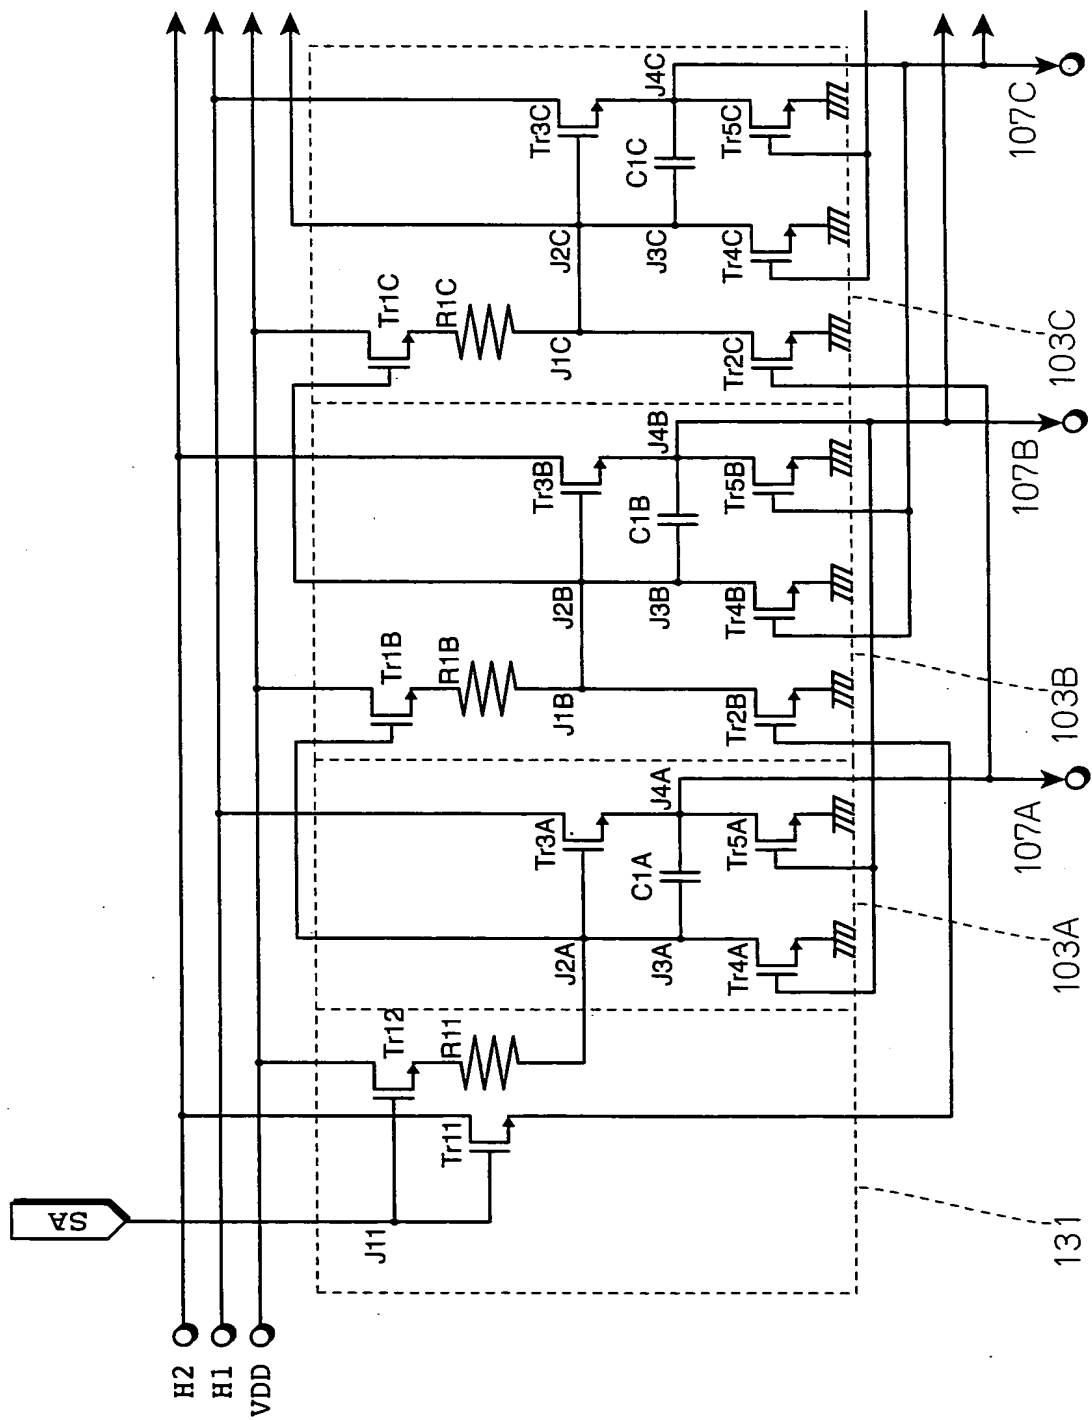 H2
H1
VDD
SA
J11
Tr11
Tr12
R11
131
J2A
J3A
Tr3A
C1A
J4A
Tr4A
Tr5A
103A
107A
Tr1B
R1B
J1B
J2B
J3B
Tr2B
Tr3B
C1B
J4B
Tr4B
Tr5B
103B
107B
Tr1C
R1C
J1C
J2C
J3C
Tr2C
Tr3C
C1C
J4C
Tr4C
Tr5C
103C
107C